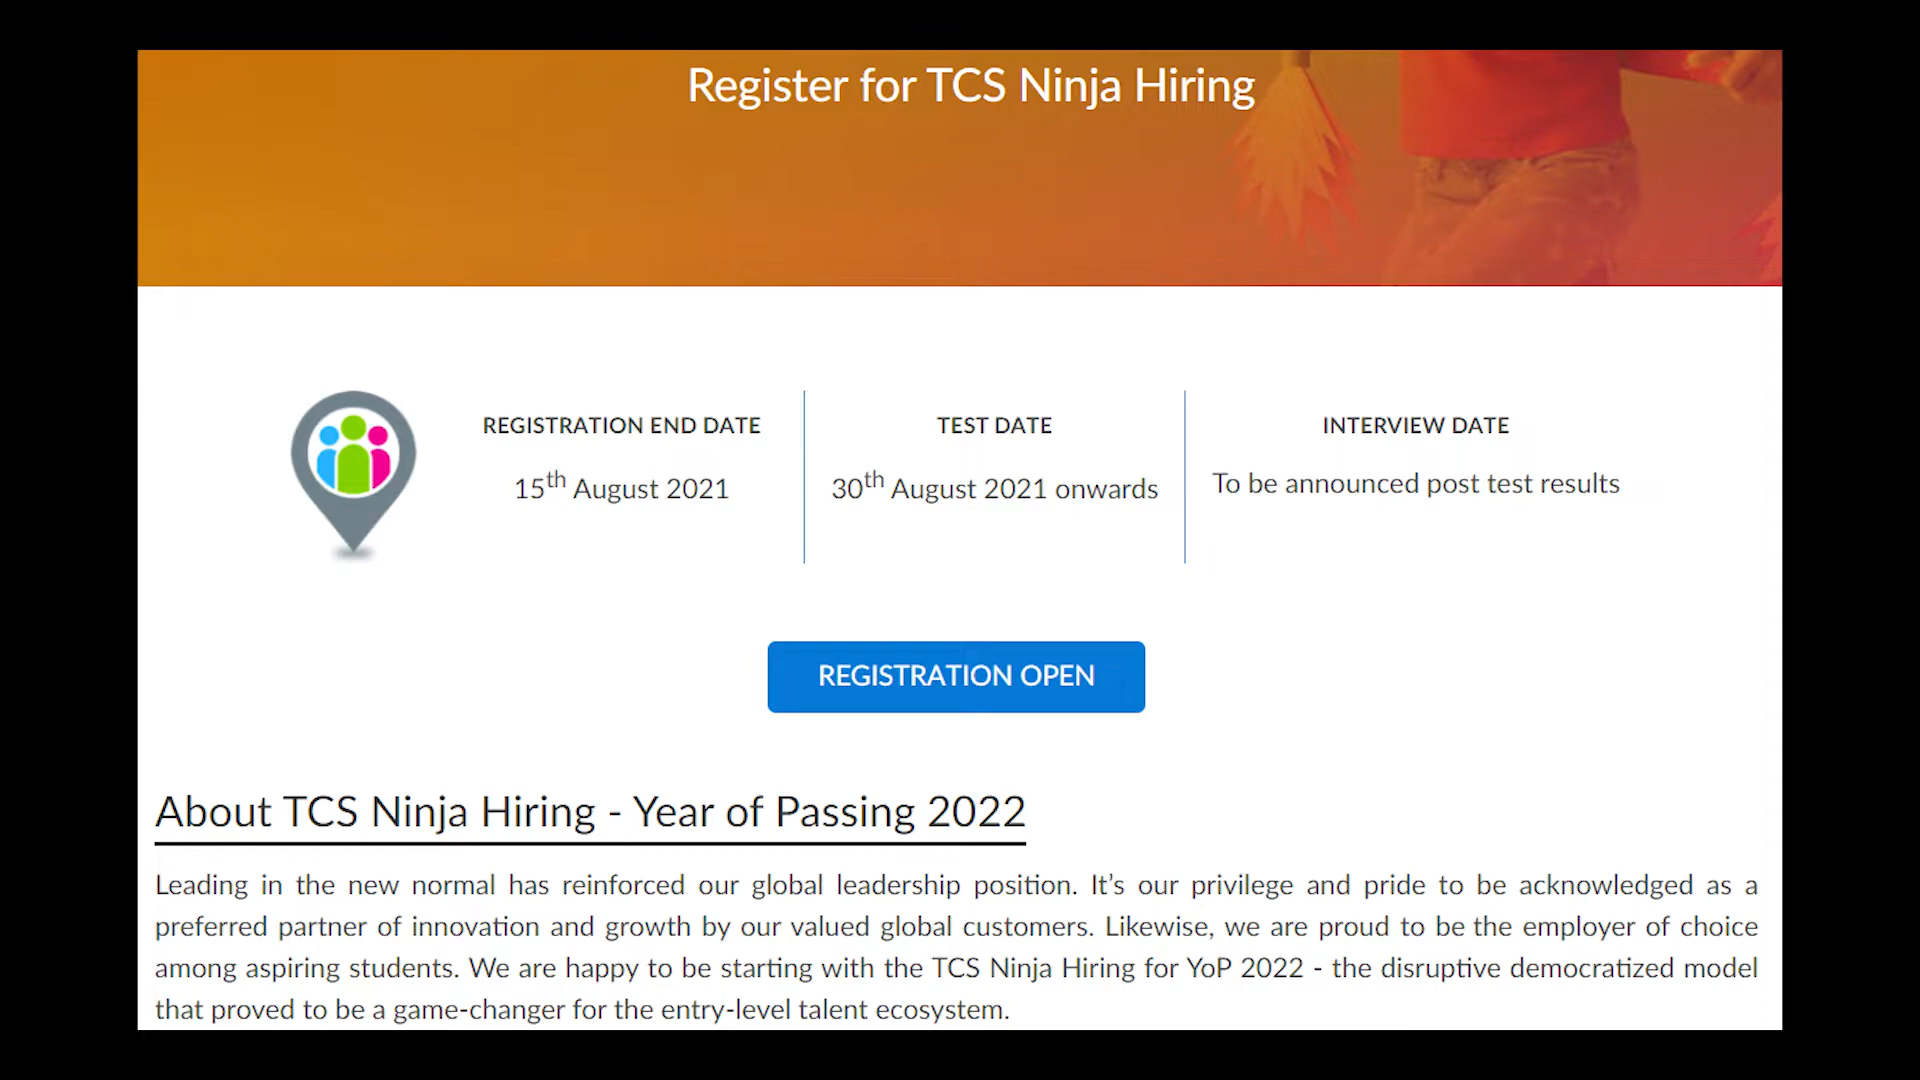 Register for TCS Ninja Hiring
REGISTRATION END DATE
15th August 2021
TEST DATE
30th August 2021 onwards
INTERVIEW DATE
To be announced post test results
REGISTRATION OPEN
About TCS Ninja Hiring - Year of Passing 2022
Leading in the new normal has reinforced our global leadership position. It’s our privilege and pride to be acknowledged as a
preferred partner of innovation and growth by our valued global customers. Likewise, we are proud to be the employer of choice
among aspiring students. We are happy to be starting with the TCS Ninja Hiring for YoP 2022 - the disruptive democratized model
that proved to be a game-changer for the entry-level talent ecosystem.